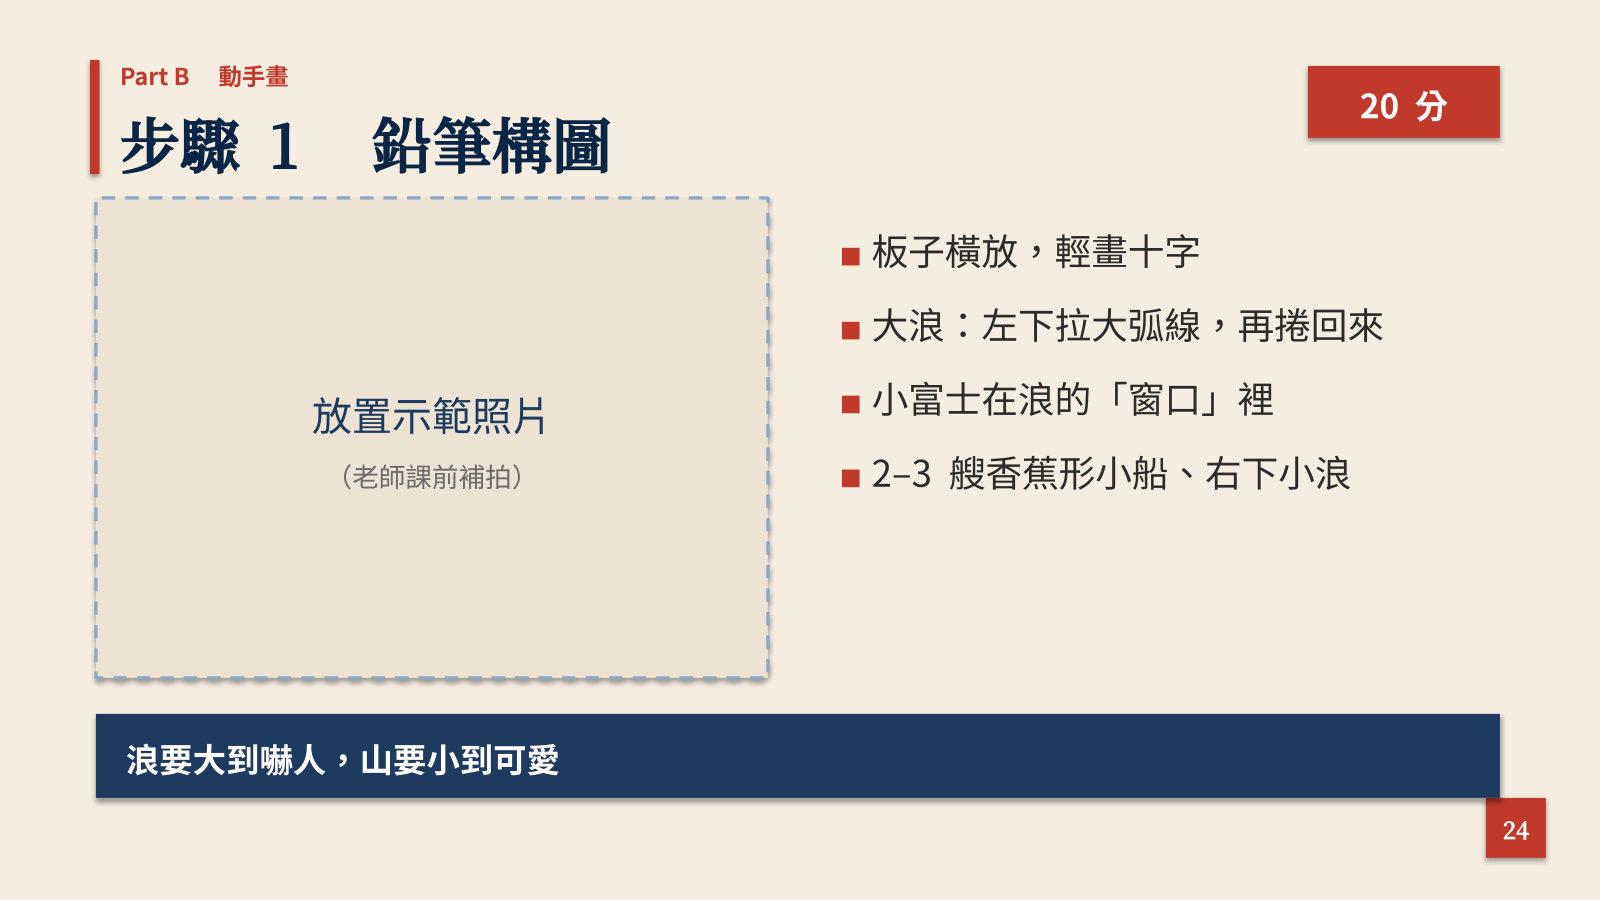 Part B 動手畫
步驟 1 鉛筆構圖
20 分
放置示範照片
（老師課前補拍）
板子橫放，輕畫十字
大浪：左下拉大弧線，再捲回來
小富士在浪的「窗口」裡
2–3 艘香蕉形小船、右下小浪
浪要大到嚇人，山要小到可愛
24